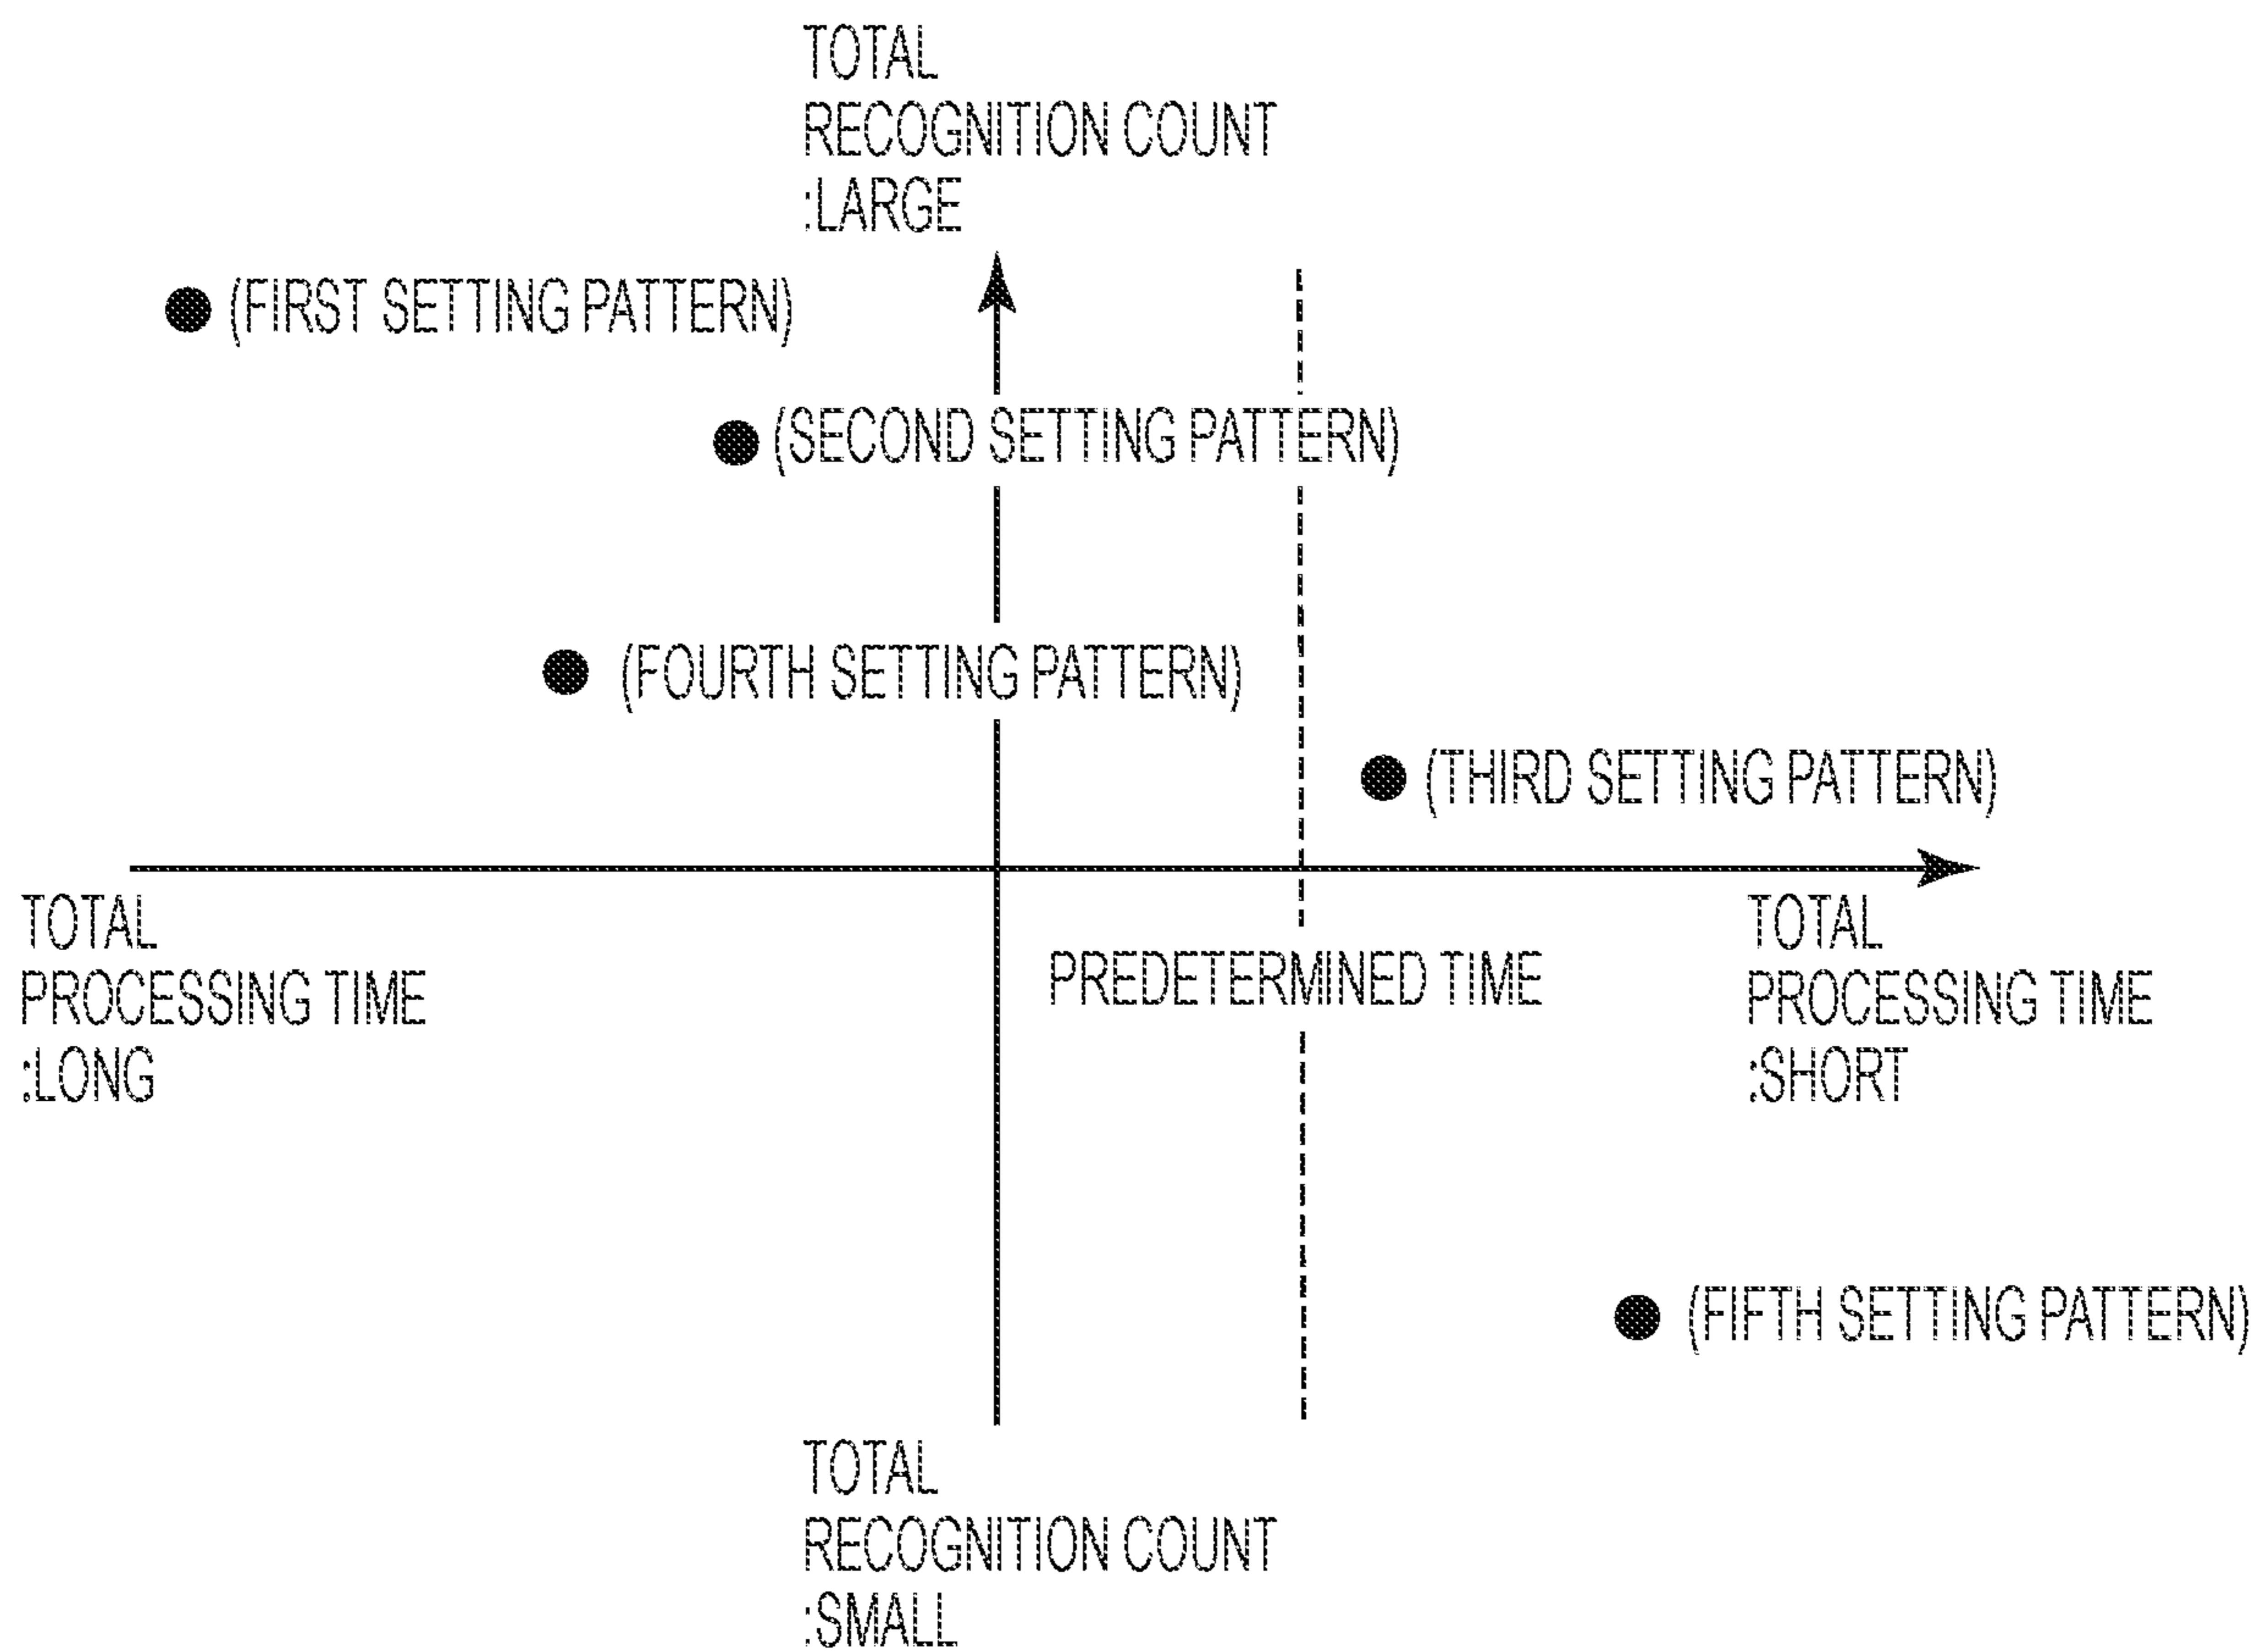 TOTAL
RECOGNITION COUNT
:LARGE
(FIRST SETTING PATTERN)
(SECOND SETTING PATTERN)
(FOURTH SETTING PATTERN)
(THIRD SETTING PATTERN)
TOTAL
PROCESSING TIME
:LONG
PREDETERMINED TIME
TOTAL
PROCESSING TIME
:SHORT
(FIFTH SETTING PATTERN)
TOTAL
RECOGNITION COUNT
:SMALL